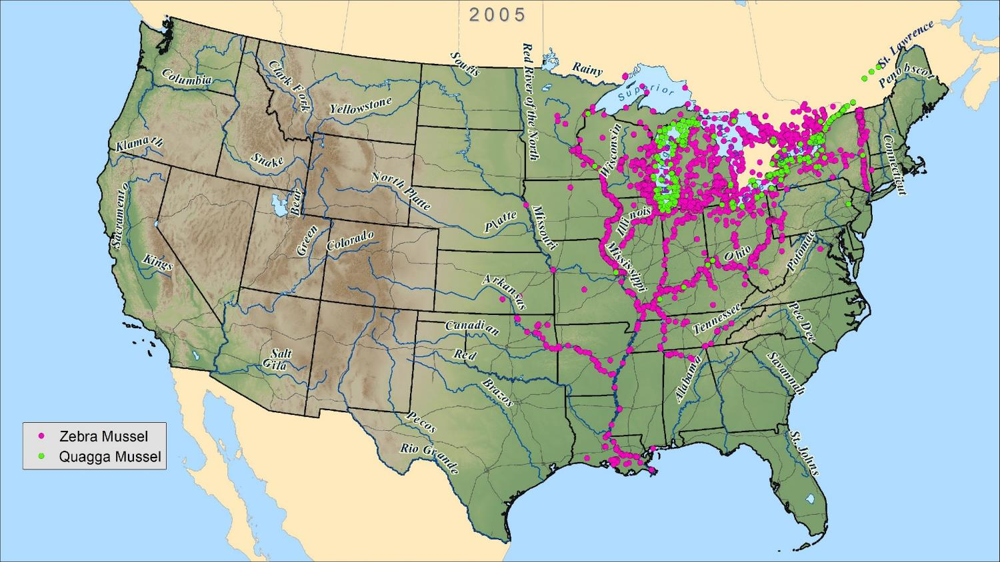 2005
St. Lawrence
Souris
Red River of the North
Rainy
Superior
Penobscot
Columbia
Clark Fork
Yellowstone
Klamath
Snake
Wisconsin
Connecticut
Sacramento
Bear
North Platte
Platte
Missouri
Illinois
Green
Colorado
Kings
Mississippi
Ohio
Potomac
Arkansas
Canadian
Tennessee
Pee Dee
Salt
Gila
Red
Brazos
Alabama
Savannah
Pecos
Rio Grande
St. Johns
Zebra Mussel
Quagga Mussel